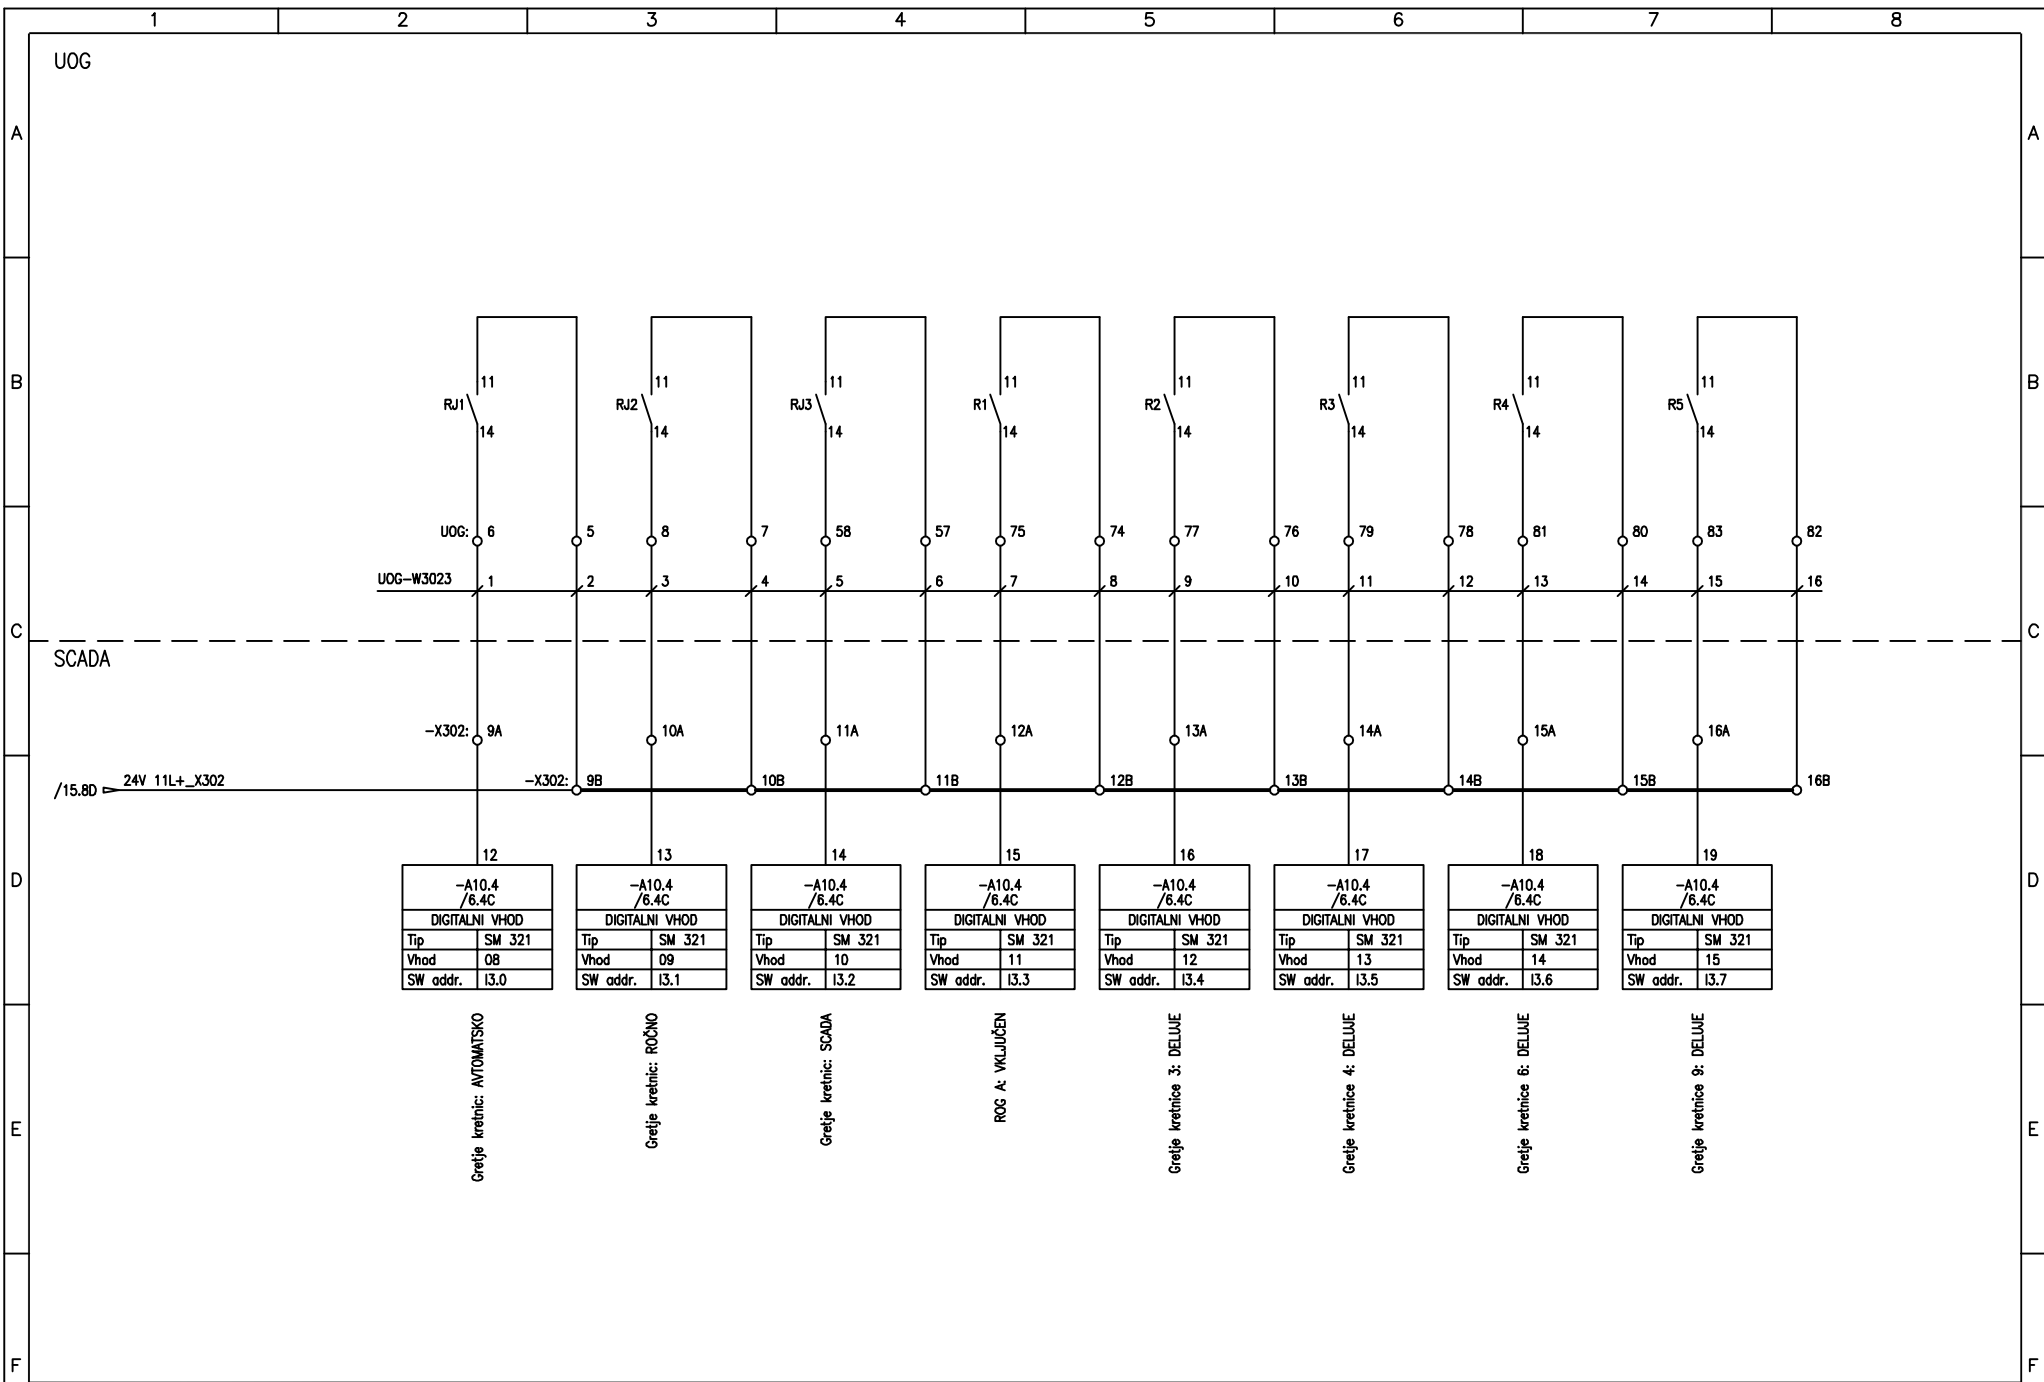 1 2 3 4 5 6 7 8
UOG
A A
B B
11 11 11 11 11 11 11 11
RJ1 RJ2 RJ3 R1 R2 R3 R4 R5
14 14 14 14 14 14 14 14
UOG: 6 5 8 7 58 57 75 74 77 76 79 78 81 80 83 82
UOG-W3023 1 2 3 4 5 6 7 8 9 10 11 12 13 14 15 16
C C
SCADA
-X302: 9A 10A 11A 12A 13A 14A 15A 16A
/15.8D 24V 11L+_X302 -X302: 9B 10B 11B 12B 13B 14B 15B 16B
12 13 14 15 16 17 18 19
D D
-A10.4 -A10.4 -A10.4 -A10.4 -A10.4 -A10.4 -A10.4 -A10.4
/6.4C /6.4C /6.4C /6.4C /6.4C /6.4C /6.4C /6.4C
DIGITALNI VHOD DIGITALNI VHOD DIGITALNI VHOD DIGITALNI VHOD DIGITALNI VHOD DIGITALNI VHOD DIGITALNI VHOD DIGITALNI VHOD
Tip SM 321 Tip SM 321 Tip SM 321 Tip SM 321 Tip SM 321 Tip SM 321 Tip SM 321 Tip SM 321
Vhod 08 Vhod 09 Vhod 10 Vhod 11 Vhod 12 Vhod 13 Vhod 14 Vhod 15
SW addr. I3.0 SW addr. I3.1 SW addr. I3.2 SW addr. I3.3 SW addr. I3.4 SW addr. I3.5 SW addr. I3.6 SW addr. I3.7
Gretje kretnic: AVTOMATSKO
Gretje kretnic: ROČNO
Gretje kretnic: SCADA
ROG A: VKLJUČEN
Gretje kretnice 3: DELUJE
Gretje kretnice 4: DELUJE
Gretje kretnice 6: DELUJE
Gretje kretnice 9: DELUJE
E E
F F